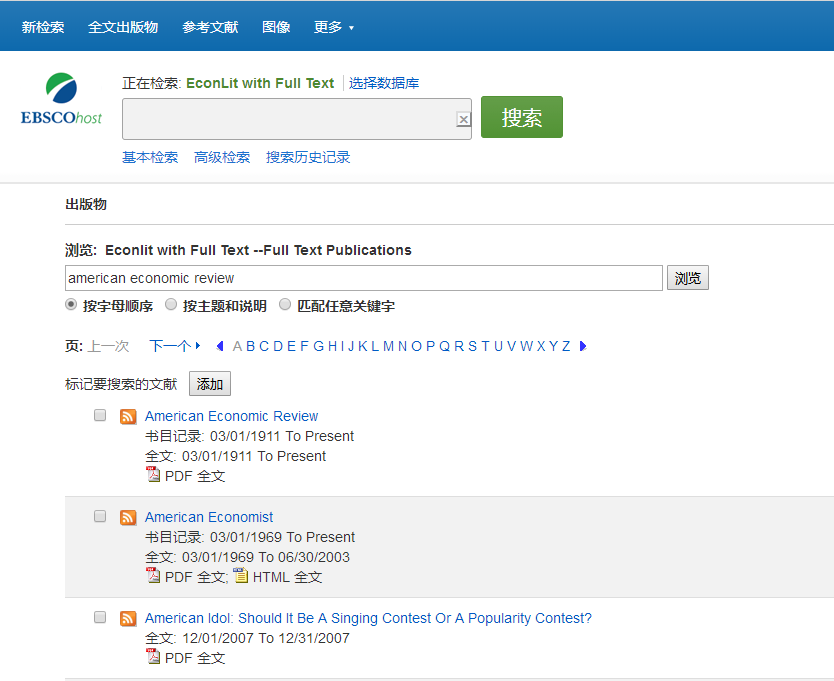 新检索 全文出版物 参考文献 图像 更多
正在检索: EconLit with Full Text 选择数据库
EBSCOhost
搜索
基本检索 高级检索 搜索历史记录
出版物
浏览: Econlit with Full Text --Full Text Publications
american economic review 浏览
按字母顺序 按主题和说明 匹配任意关键字
页: 上一次 下一个 A B C D E F G H I J K L M N O P Q R S T U V W X Y Z
标记要搜索的文献 添加
American Economic Review
书目记录: 03/01/1911 To Present
全文: 03/01/1911 To Present
PDF 全文
American Economist
书目记录: 03/01/1969 To Present
全文: 03/01/1969 To 06/30/2003
PDF 全文; HTML 全文
American Idol: Should It Be A Singing Contest Or A Popularity Contest?
全文: 12/01/2007 To 12/31/2007
PDF 全文